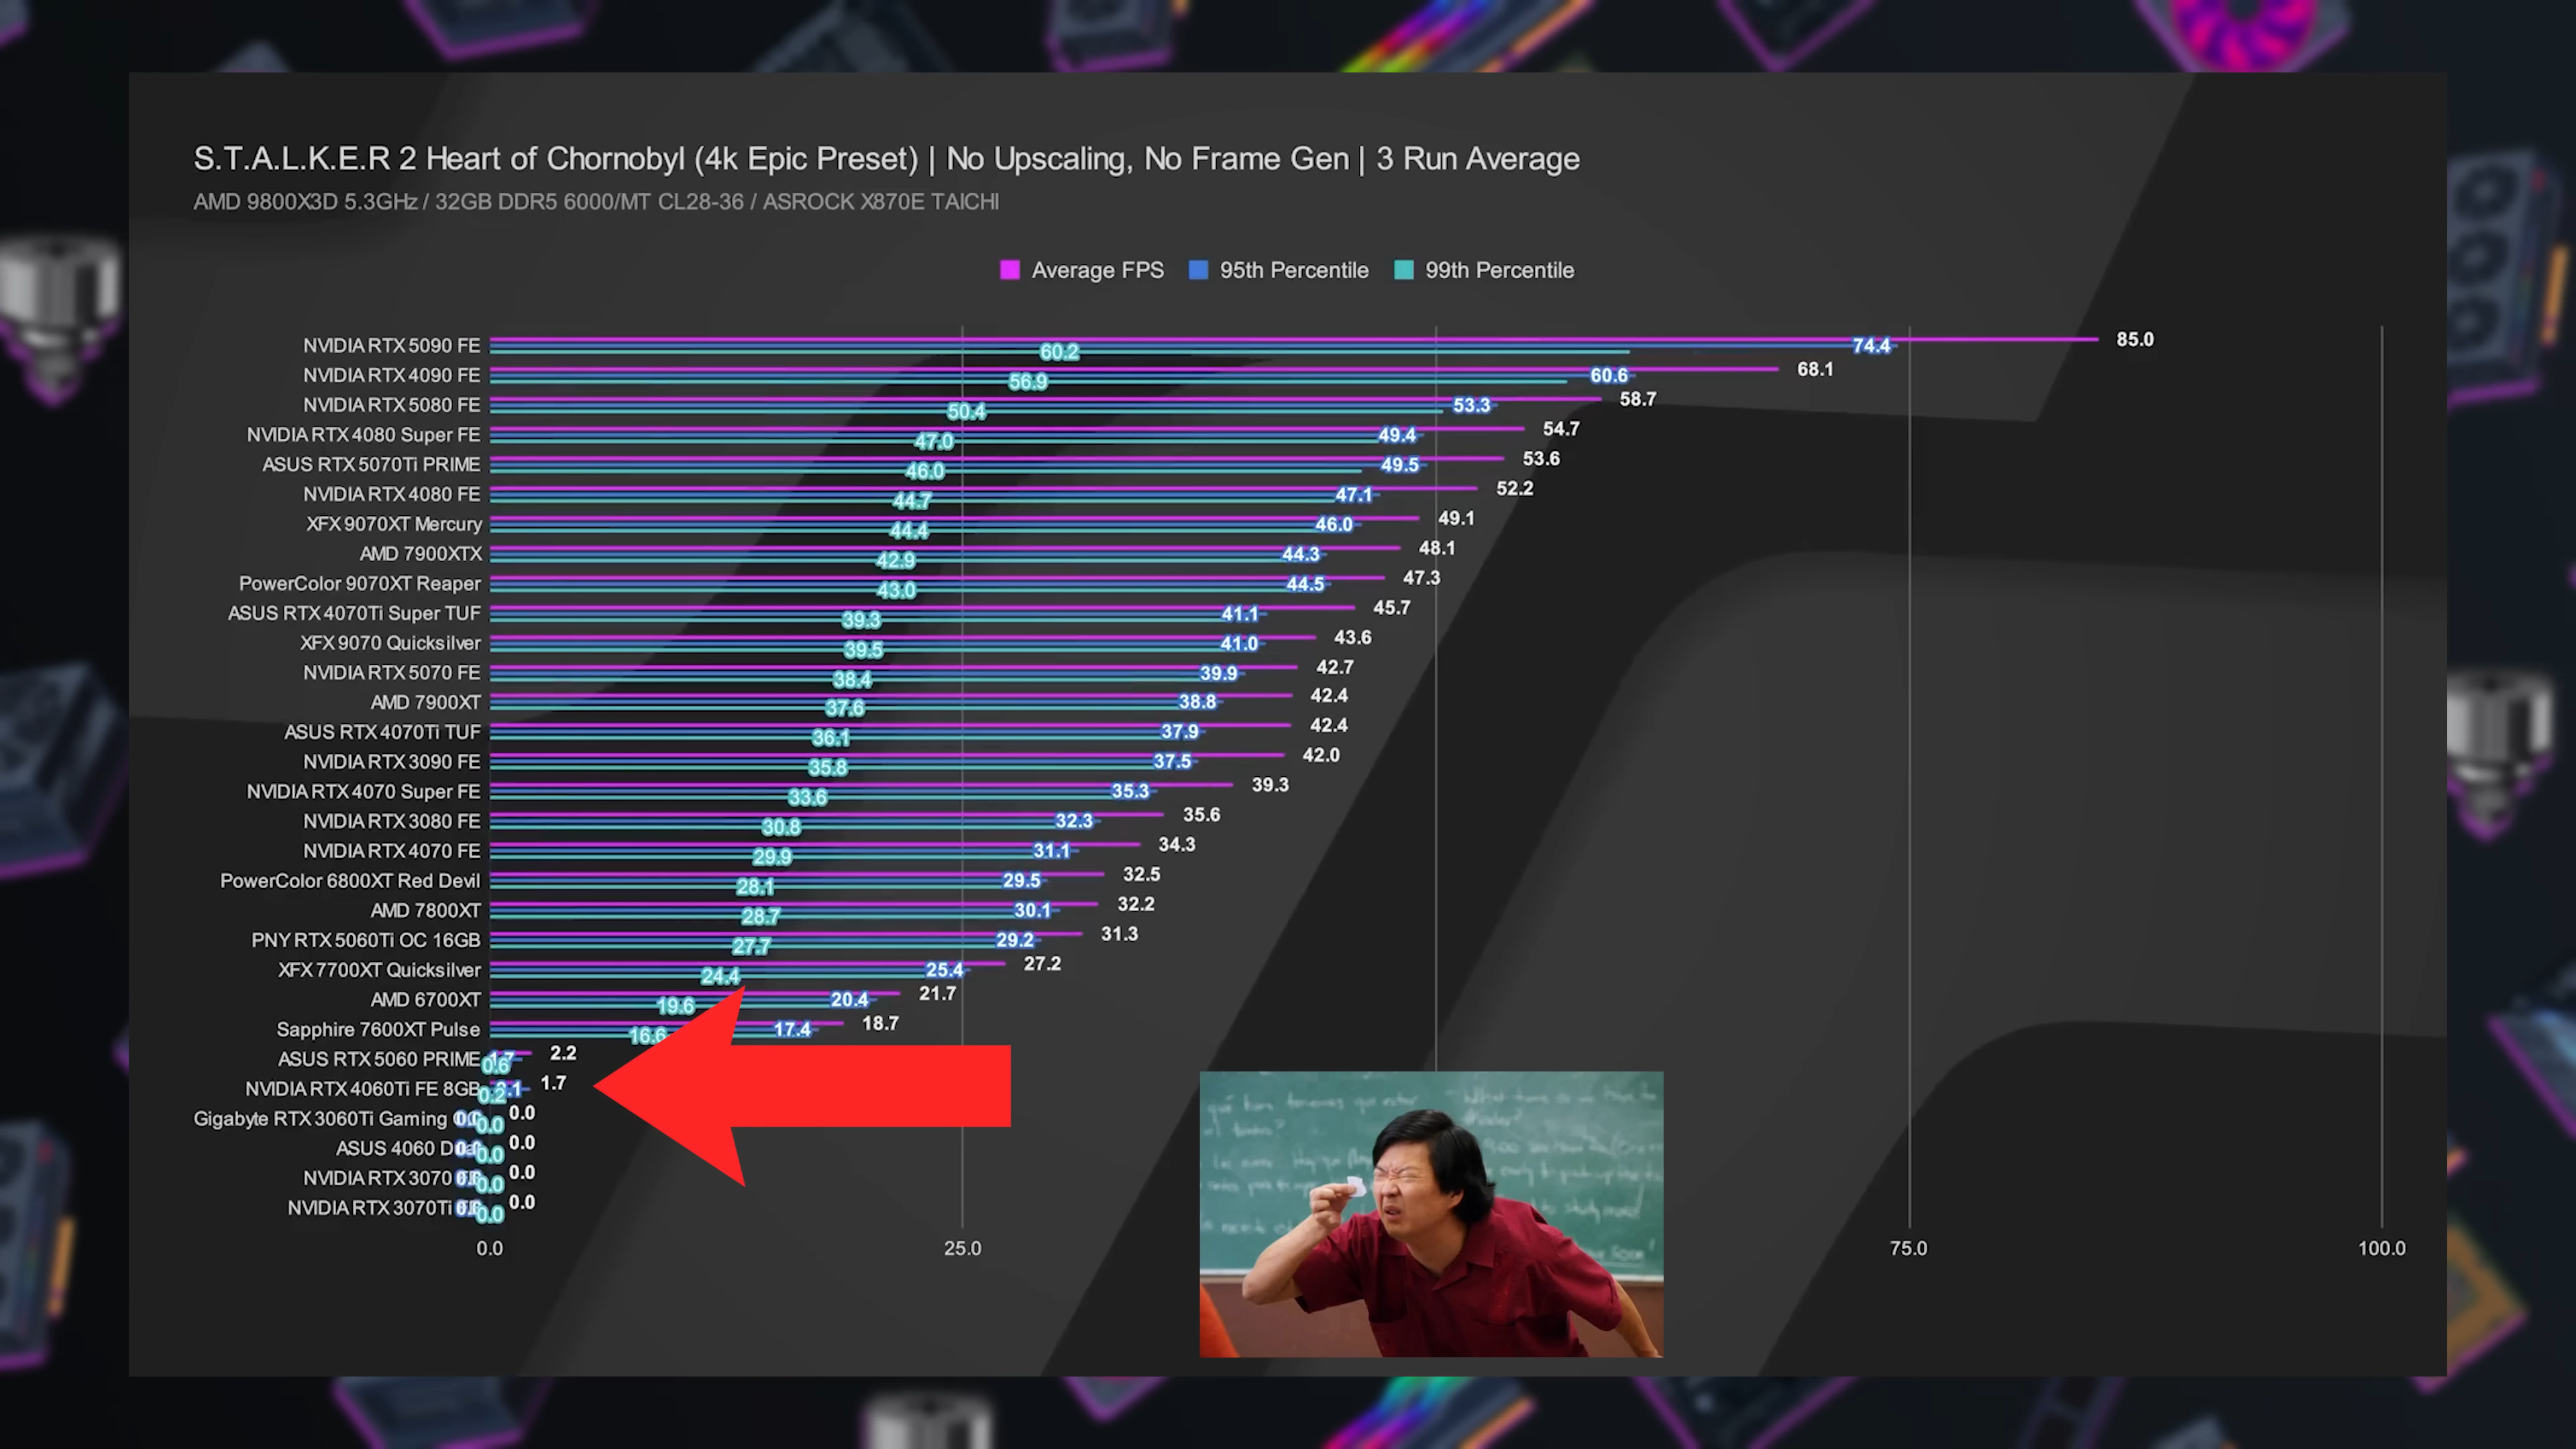 S.T.A.L.K.E.R 2 Heart of Chornobyl (4k Epic Preset) | No Upscaling, No Frame Gen | 3 Run Average
AMD 9800X3D 5.3GHz / 32GB DDR5 6000/MT CL28-36 / ASROCK X870E TAICHI
Average FPS 95th Percentile 99th Percentile
NVIDIA RTX 5090 FE 60.2 74.4 85.0
NVIDIA RTX 4090 FE 56.9 60.6 68.1
NVIDIA RTX 5080 FE 50.4 53.3 58.7
NVIDIA RTX 4080 Super FE 47.0 49.4 54.7
ASUS RTX 5070Ti PRIME 46.0 49.5 53.6
NVIDIA RTX 4080 FE 44.7 47.1 52.2
XFX 9070XT Mercury 44.4 46.0 49.1
AMD 7900XTX 42.9 44.3 48.1
PowerColor 9070XT Reaper 43.0 44.5 47.3
ASUS RTX 4070Ti Super TUF 39.3 41.1 45.7
XFX 9070 Quicksilver 39.5 41.0 43.6
NVIDIA RTX 5070 FE 38.4 39.9 42.7
AMD 7900XT 37.6 38.8 42.4
ASUS RTX 4070Ti TUF 36.1 37.9 42.4
NVIDIA RTX 3090 FE 35.8 37.5 42.0
NVIDIA RTX 4070 Super FE 33.6 35.3 39.3
NVIDIA RTX 3080 FE 30.8 32.3 35.6
NVIDIA RTX 4070 FE 29.9 31.1 34.3
PowerColor 6800XT Red Devil 28.1 29.5 32.5
AMD 7800XT 28.7 30.1 32.2
PNY RTX 5060Ti OC 16GB 27.7 29.2 31.3
XFX 7700XT Quicksilver 24.4 25.4 27.2
AMD 6700XT 19.6 20.4 21.7
Sapphire 7600XT Pulse 16.6 17.4 18.7
ASUS RTX 5060 PRIME 0.6 2.2
NVIDIA RTX 4060Ti FE 8GB 0.2 1.7
Gigabyte RTX 3060Ti Gaming 0.0 0.0
ASUS 4060 0.0 0.0
NVIDIA RTX 3070 0.0 0.0
NVIDIA RTX 3070Ti 0.0 0.0
0.0 25.0 75.0 100.0